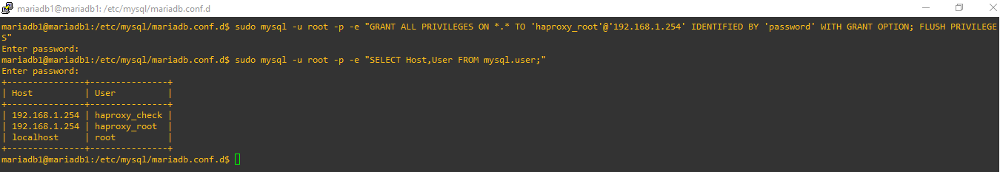 mariadb1@mariadb1: /etc/mysql/mariadb.conf.d
mariadb1@mariadb1:/etc/mysql/mariadb.conf.d$ sudo mysql -u root -p -e "GRANT ALL PRIVILEGES ON *.* TO 'haproxy_root'@'192.168.1.254' IDENTIFIED BY 'password' WITH GRANT OPTION; FLUSH PRIVILEGE
S"
Enter password:
mariadb1@mariadb1:/etc/mysql/mariadb.conf.d$ sudo mysql -u root -p -e "SELECT Host,User FROM mysql.user;"
Enter password:
+---------------+---------------+
| Host          | User          |
+---------------+---------------+
| 192.168.1.254 | haproxy_check |
| 192.168.1.254 | haproxy_root  |
| localhost     | root          |
+---------------+---------------+
mariadb1@mariadb1:/etc/mysql/mariadb.conf.d$